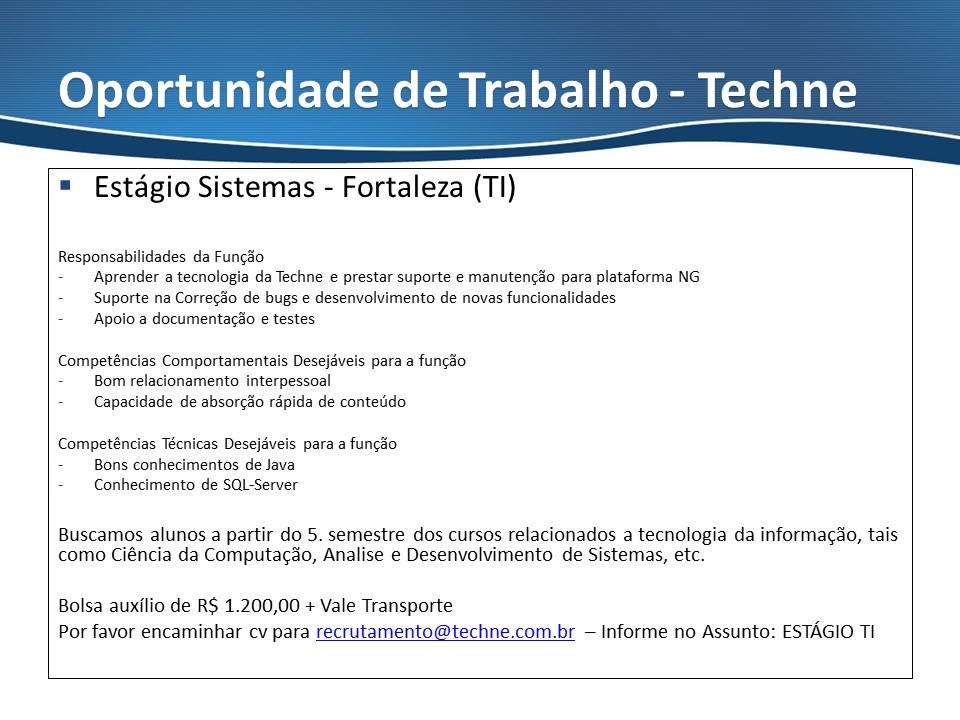 Oportunidade de Trabalho - Techne
▪ Estágio Sistemas - Fortaleza (TI)
Responsabilidades da Função
- Aprender a tecnologia da Techne e prestar suporte e manutenção para plataforma NG
- Suporte na Correção de bugs e desenvolvimento de novas funcionalidades
- Apoio a documentação e testes
Competências Comportamentais Desejáveis para a função
- Bom relacionamento interpessoal
- Capacidade de absorção rápida de conteúdo
Competências Técnicas Desejáveis para a função
- Bons conhecimentos de Java
- Conhecimento de SQL-Server
Buscamos alunos a partir do 5. semestre dos cursos relacionados a tecnologia da informação, tais
como Ciência da Computação, Analise e Desenvolvimento de Sistemas, etc.
Bolsa auxílio de R$ 1.200,00 + Vale Transporte
Por favor encaminhar cv para recrutamento@techne.com.br – Informe no Assunto: ESTÁGIO TI